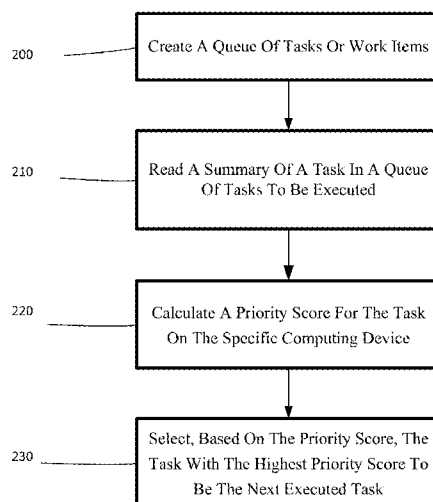 200
Create A Queue Of Tasks Or Work Items
210
Read A Summary Of A Task In A Queue
Of Tasks To Be Executed
220
Calculate A Priority Score For The Task
On The Specific Computing Device
230
Select, Based On The Priority Score, The
Task With The Highest Priority Score To
Be The Next Executed Task